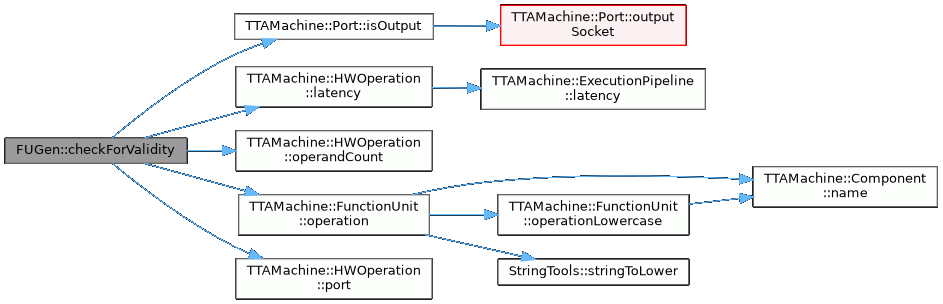 FUGen::checkForValidity
TTAMachine::Port::isOutput
TTAMachine::Port::output
Socket
TTAMachine::HWOperation
::latency
TTAMachine::ExecutionPipeline
::latency
TTAMachine::HWOperation
::operandCount
TTAMachine::FunctionUnit
::operation
TTAMachine::Component
::name
TTAMachine::FunctionUnit
::operationLowercase
StringTools::stringToLower
TTAMachine::HWOperation
::port